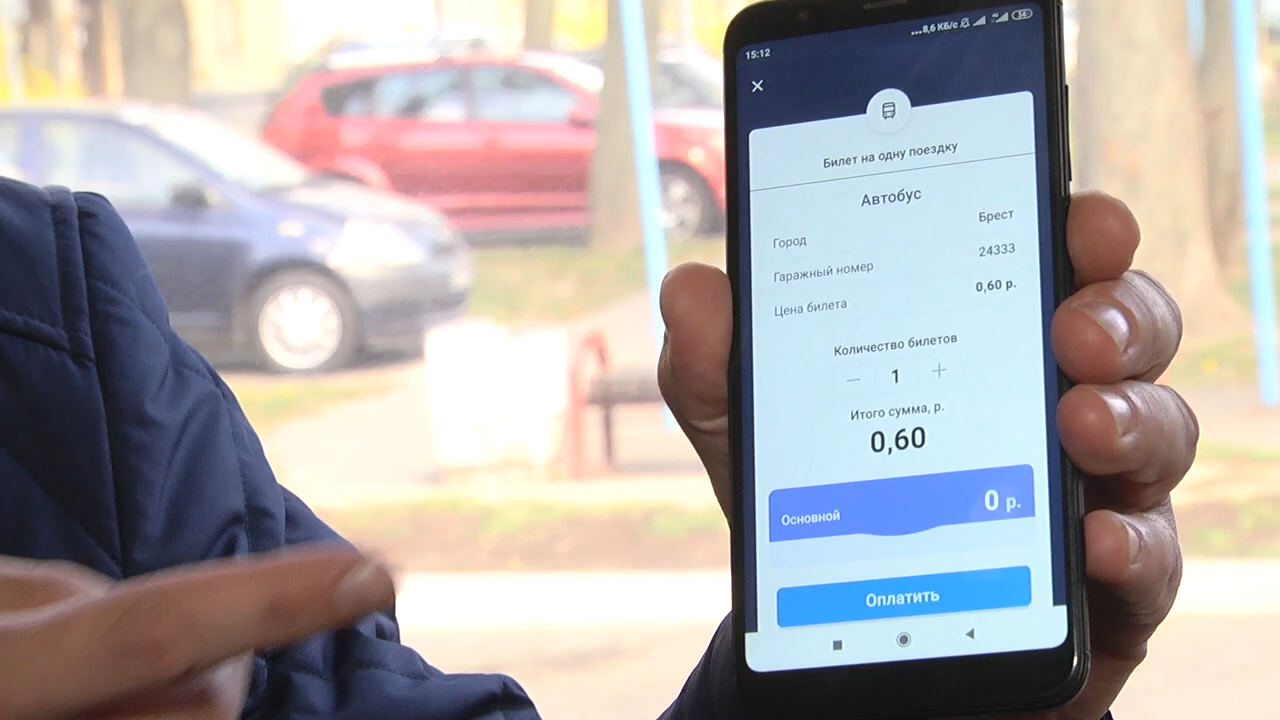 ...8,6 КБ/с 34
15:12
Билет на одну поездку
Автобус
Город Брест
Гаражный номер 24333
Цена билета 0,60 р.
Количество билетов
— 1 +
Итого сумма, р.
0,60
Основной 0 р.
Оплатить